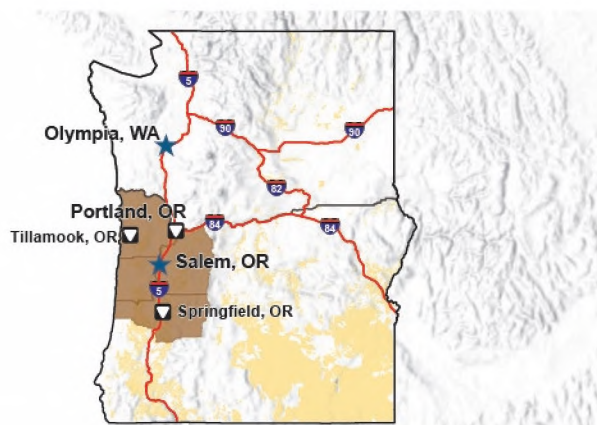 5
Olympia, WA
90
90
82
Portland, OR
Tillamook, OR
84
84
Salem, OR
5
Springfield, OR